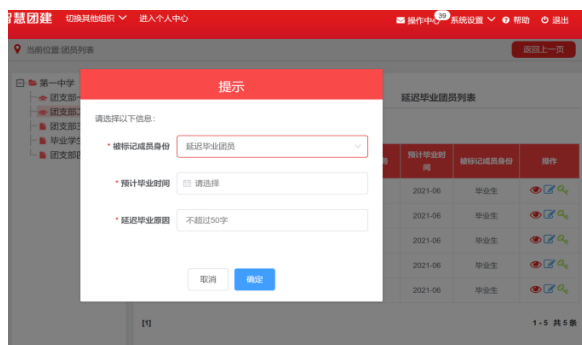 智慧团建 切换其他组织 进入个人中心 操作中心 39 系统设置 帮助 退出
当前位置:团员列表 返回上一页
第一中学
团支部
团支部二
团支部三
毕业学生
团支部四
延迟毕业团员列表
提示
请选择以下信息:
* 被标记成员身份 延迟毕业团员
* 预计毕业时间 请选择
* 延迟毕业原因 不超过50字
取消 确定
预计毕业时间 被标记成员身份 操作
2021-06 毕业生
2021-06 毕业生
2021-06 毕业生
2021-06 毕业生
2021-06 毕业生
[1] 1-5 共5条